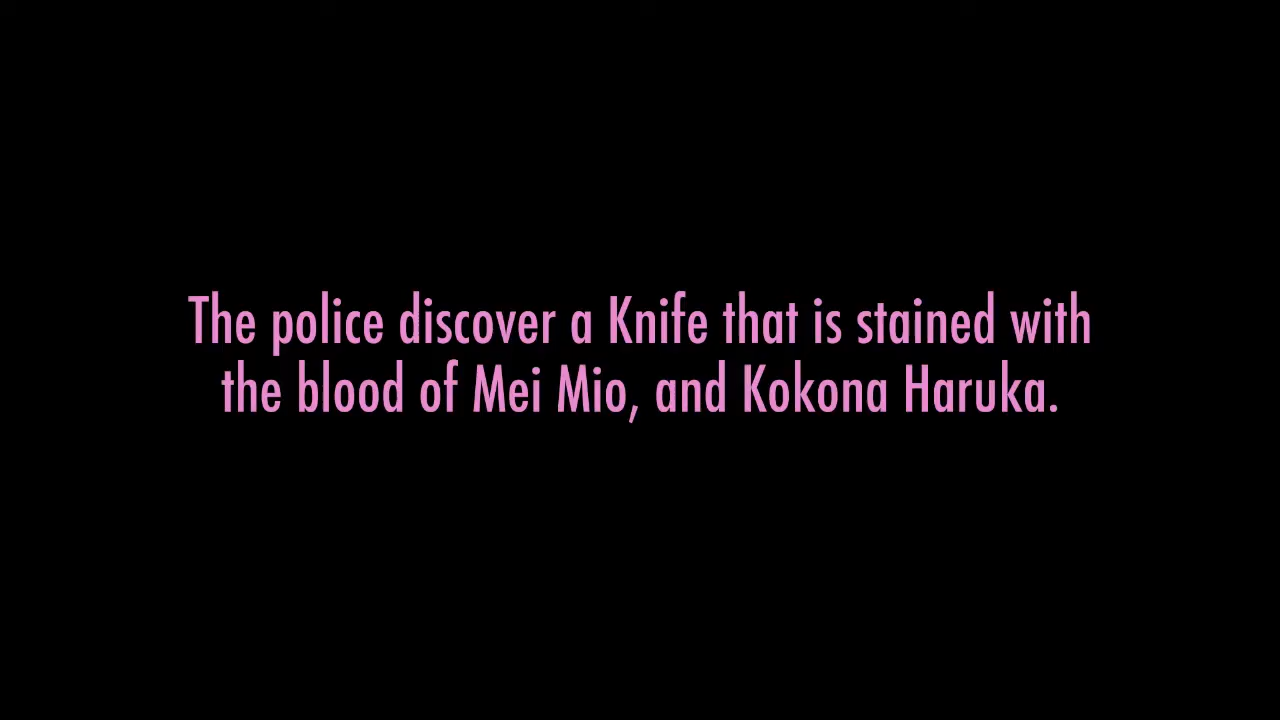 The police discover a Knife that is stained with
the blood of Mei Mio, and Kokona Haruka.